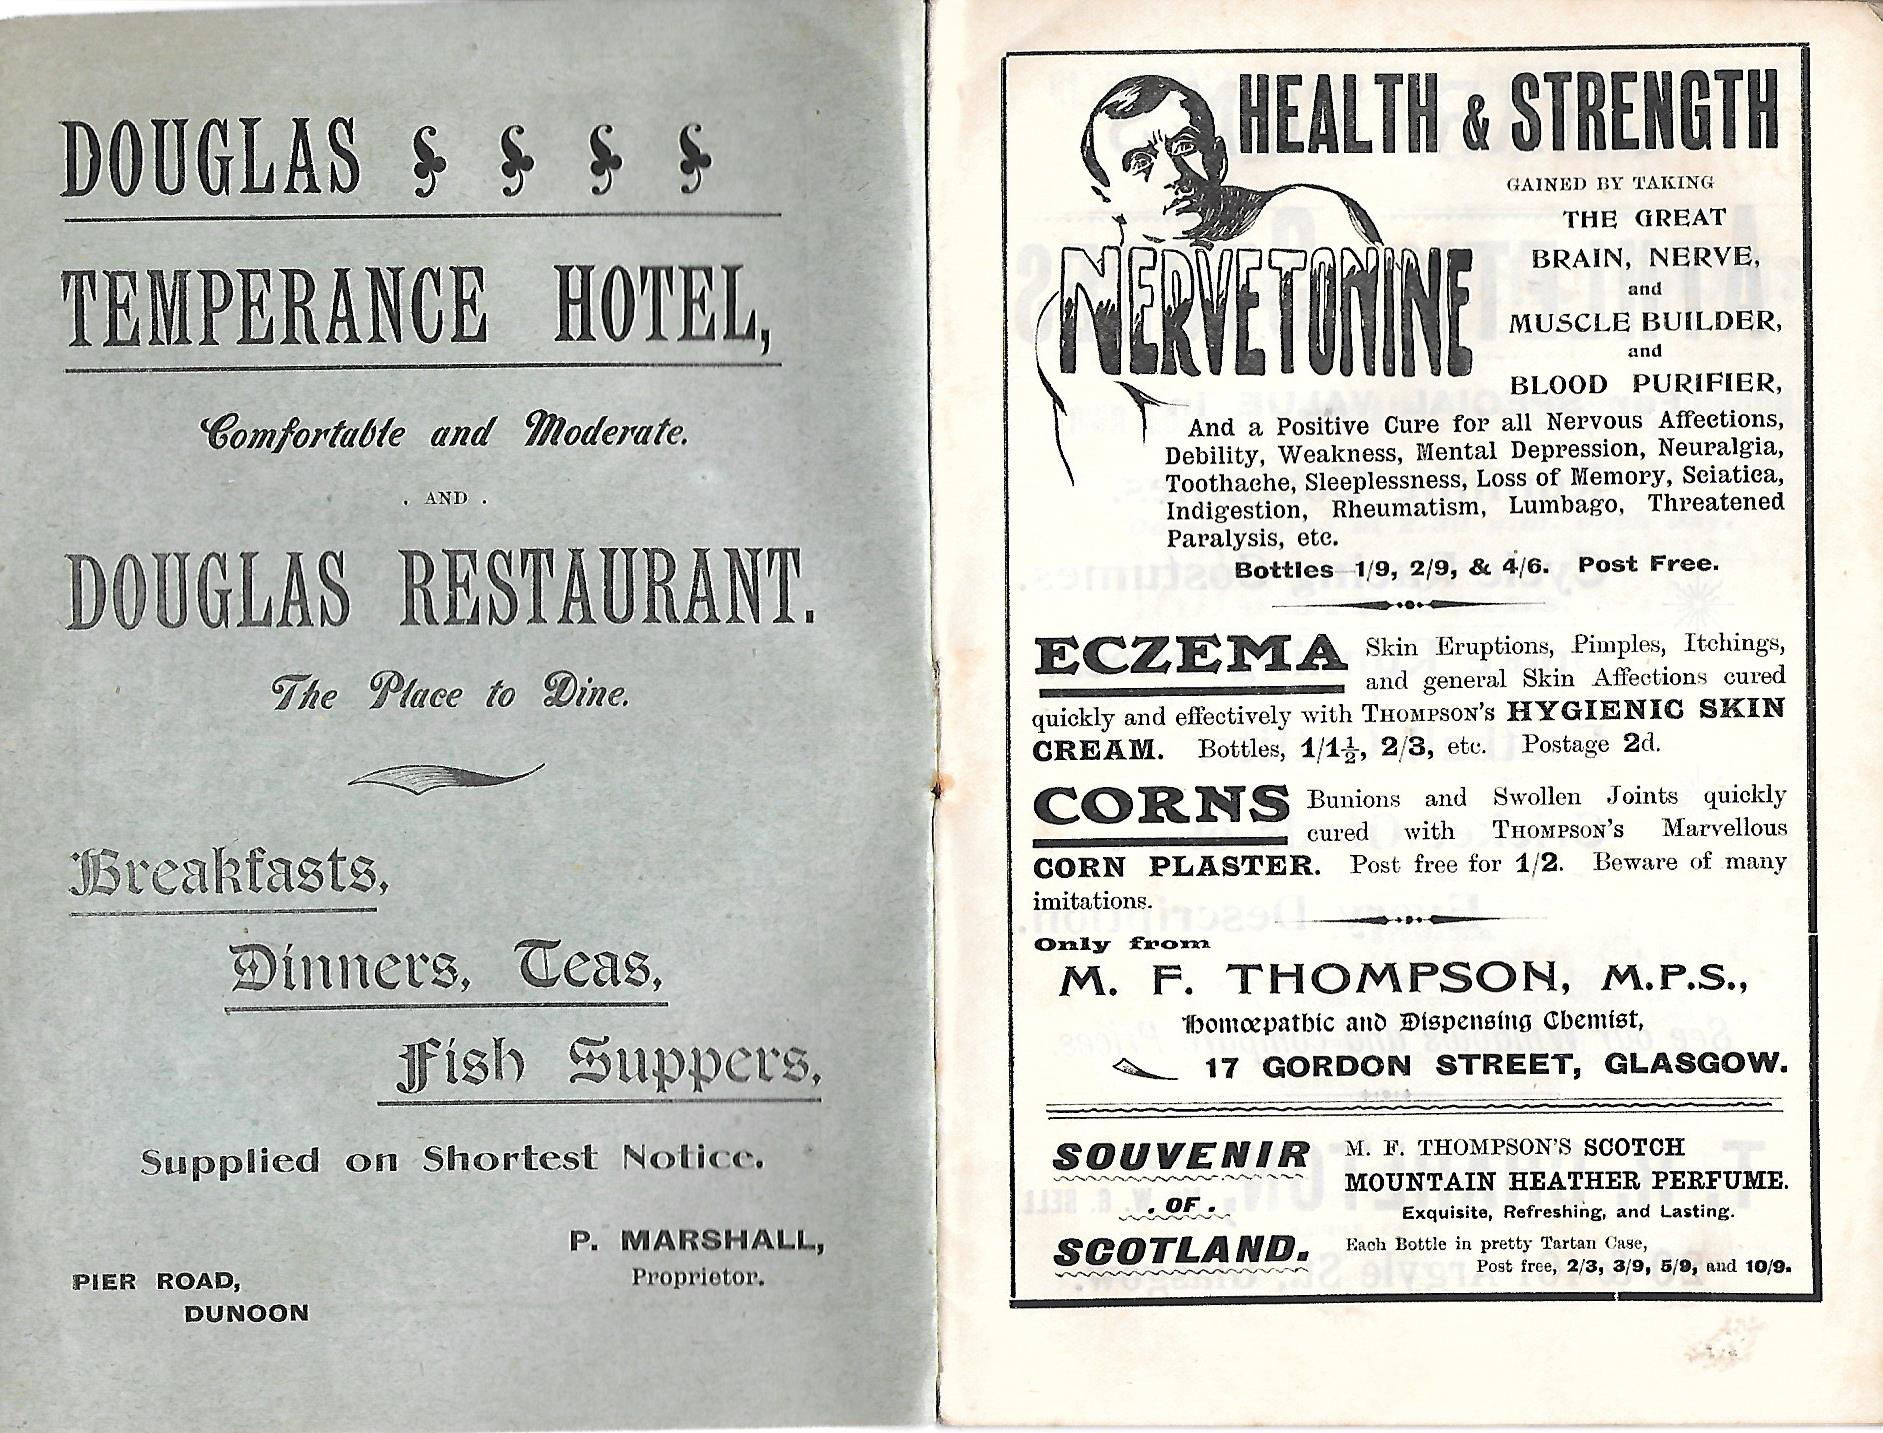 DOUGLAS
TEMPERANCE HOTEL,
Comfortable and Moderate.
. AND .
DOUGLAS RESTAURANT.
The Place to Dine.
Breakfasts,
Dinners, Teas,
Fish Suppers,
Supplied on Shortest Notice.
P. MARSHALL,
Proprietor.
PIER ROAD,
DUNOON
HEALTH & STRENGTH
GAINED BY TAKING
THE GREAT
NERVETONINE
BRAIN, NERVE,
and
MUSCLE BUILDER,
and
BLOOD PURIFIER,
And a Positive Cure for all Nervous Affections,
Debility, Weakness, Mental Depression, Neuralgia,
Toothache, Sleeplessness, Loss of Memory, Sciatica,
Indigestion, Rheumatism, Lumbago, Threatened
Paralysis, etc.
Bottles 1/9, 2/9, & 4/6. Post Free.
ECZEMA Skin Eruptions, Pimples, Itchings,
and general Skin Affections cured
quickly and effectively with THOMPSON'S HYGIENIC SKIN
CREAM. Bottles, 1/1½, 2/3, etc. Postage 2d.
CORNS Bunions and Swollen Joints quickly
cured with THOMPSON'S Marvellous
CORN PLASTER. Post free for 1/2. Beware of many
imitations.
Only from
M. F. THOMPSON, M.P.S.,
Homœpathic and Dispensing Chemist,
17 GORDON STREET, GLASGOW.
SOUVENIR
. OF .
SCOTLAND.
M. F. THOMPSON'S SCOTCH
MOUNTAIN HEATHER PERFUME.
Exquisite, Refreshing, and Lasting.
Each Bottle in pretty Tartan Case,
Post free, 2/3, 3/9, 5/9, and 10/9.